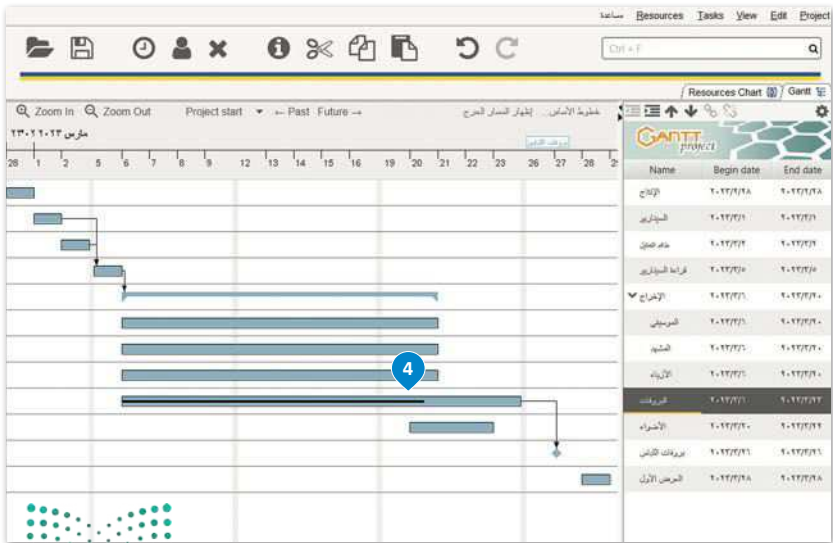 مساعدة Resources Tasks View Edit Project
Ctrl + F
Resources Chart Gantt
Zoom In Zoom Out Project start ← Past Future → إظهار المسار الحرج خطوط الأساس...
مارس ٢٠٢٣
28 1 2 5 6 7 8 9 12 13 14 15 16 19 20 21 22 23 26 27 28
GANTT project
Name Begin date End date
الإنتاج ٢٠٢٣/٢/٢٨ ٢٠٢٣/٢/٢٨
السيناريو ٢٠٢٣/٣/١ ٢٠٢٣/٣/١
٢٠٢٣/٣/٢ ٢٠٢٣/٣/٢
قراءة السيناريو ٢٠٢٣/٣/٥ ٢٠٢٣/٣/٥
الإخراج ٢٠٢٣/٣/٦ ٢٠٢٣/٣/٢٠
الموسيقى ٢٠٢٣/٣/٦ ٢٠٢٣/٣/٢٠
المشهد ٢٠٢٣/٣/٦ ٢٠٢٣/٣/٢٠
الأزياء ٢٠٢٣/٣/٦ ٢٠٢٣/٣/٢٠
4
البروفات ٢٠٢٣/٣/٦ ٢٠٢٣/٣/٢٣
الأضواء ٢٠٢٣/٣/٢٠ ٢٠٢٣/٣/٢٢
بروفات اللباس ٢٠٢٣/٣/٢٦ ٢٠٢٣/٣/٢٦
العرض الأول ٢٠٢٣/٣/٢٨ ٢٠٢٣/٣/٢٨